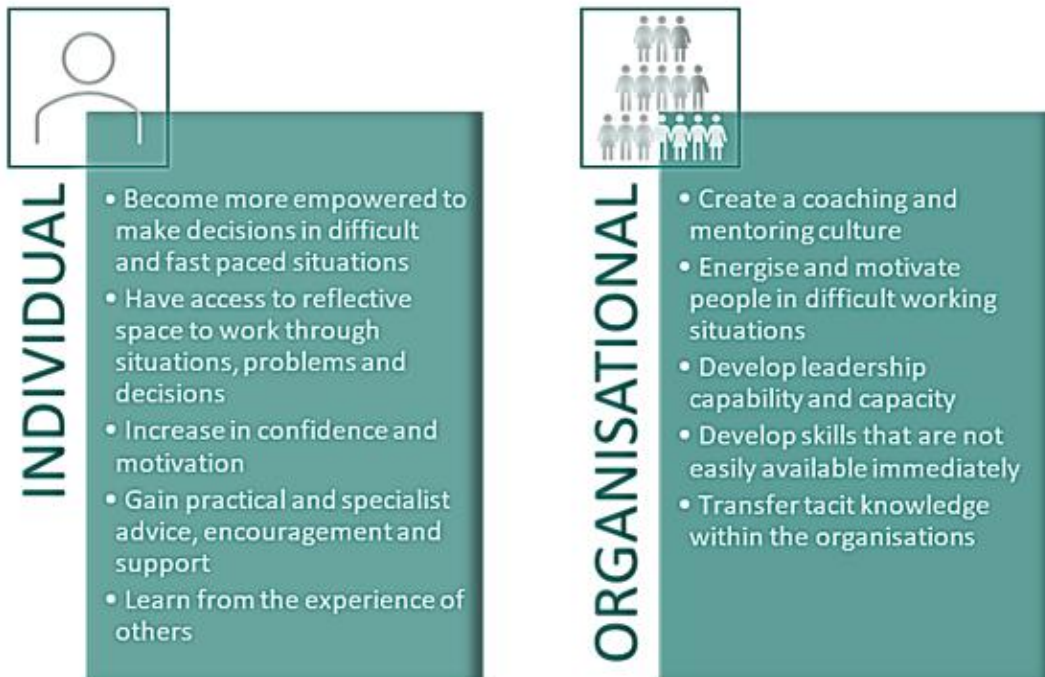 INDIVIDUAL
• Become more empowered to
make decisions in difficult
and fast paced situations
• Have access to reflective
space to work through
situations, problems and
decisions
• Increase in confidence and
motivation
• Gain practical and specialist
advice, encouragement and
support
• Learn from the experience of
others
ORGANISATIONAL
• Create a coaching and
mentoring culture
• Energise and motivate
people in difficult working
situations
• Develop leadership
capability and capacity
• Develop skills that are not
easily available immediately
• Transfer tacit knowledge
within the organisations